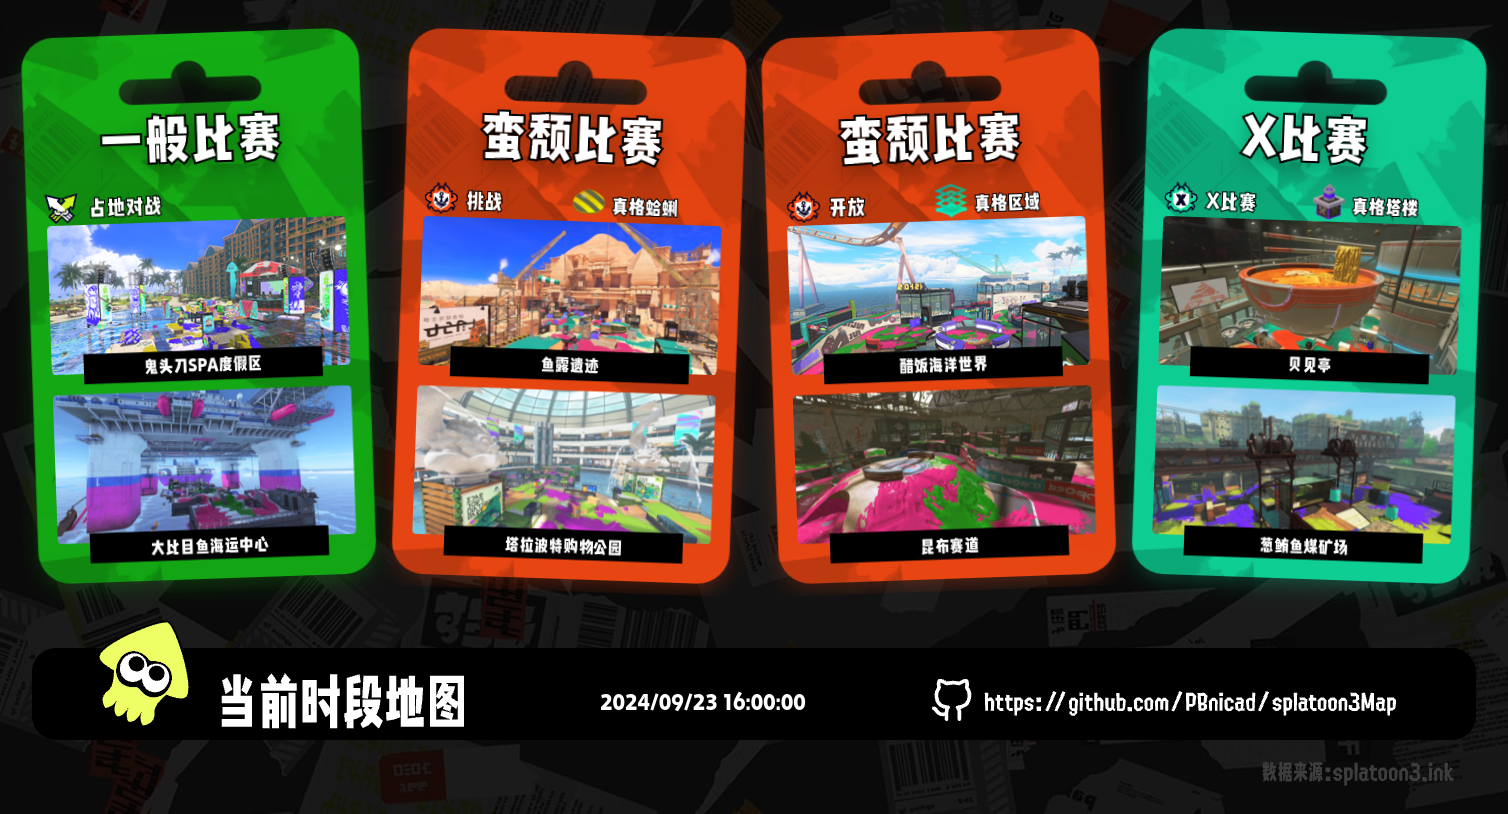 一般比赛
占地对战
鬼头刀SPA度假区
大比目鱼海运中心
蛮颓比赛
挑战
真格蛤蜊
鱼露遗迹
塔拉波特购物公园
蛮颓比赛
开放
真格区域
醋饭海洋世界
昆布赛道
X比赛
X比赛
真格塔楼
贝见亭
葱鲔鱼煤矿场
当前时段地图
2024/09/23 16:00:00
https://github.com/PBnicad/splatoon3Map
数据来源:splatoon3.ink